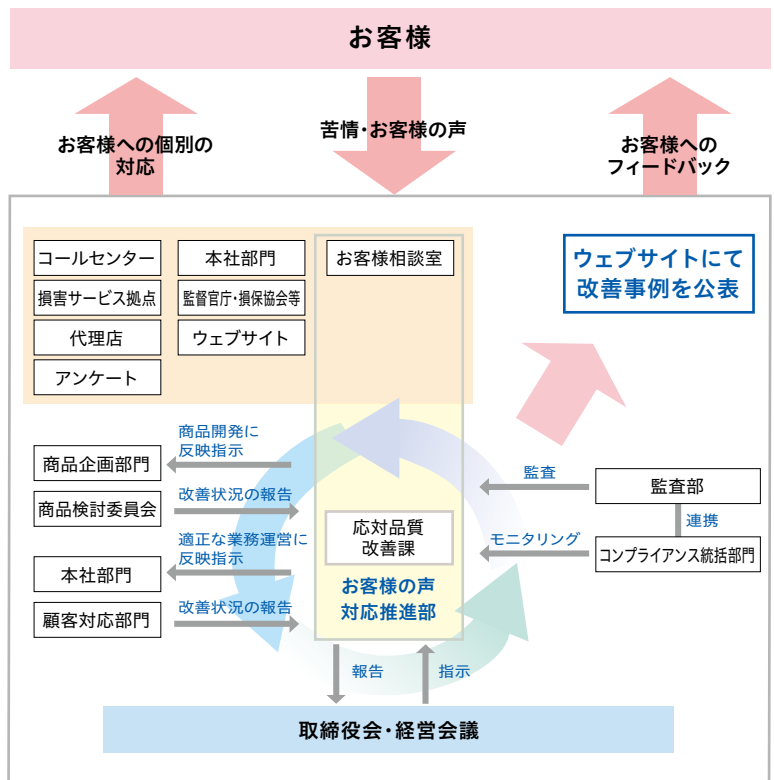 お客様
お客様への個別の
対応
苦情・お客様の声
お客様への
フィードバック
コールセンター
本社部門
お客様相談室
損害サービス拠点
監督官庁・損保協会等
代理店
ウェブサイト
アンケート
ウェブサイトにて
改善事例を公表
商品企画部門
商品開発に
反映指示
商品検討委員会
改善状況の報告
本社部門
適正な業務運営に
反映指示
顧客対応部門
改善状況の報告
応対品質
改善課
お客様の声
対応推進部
監査
監査部
連携
モニタリング
コンプライアンス統括部門
報告
指示
取締役会・経営会議